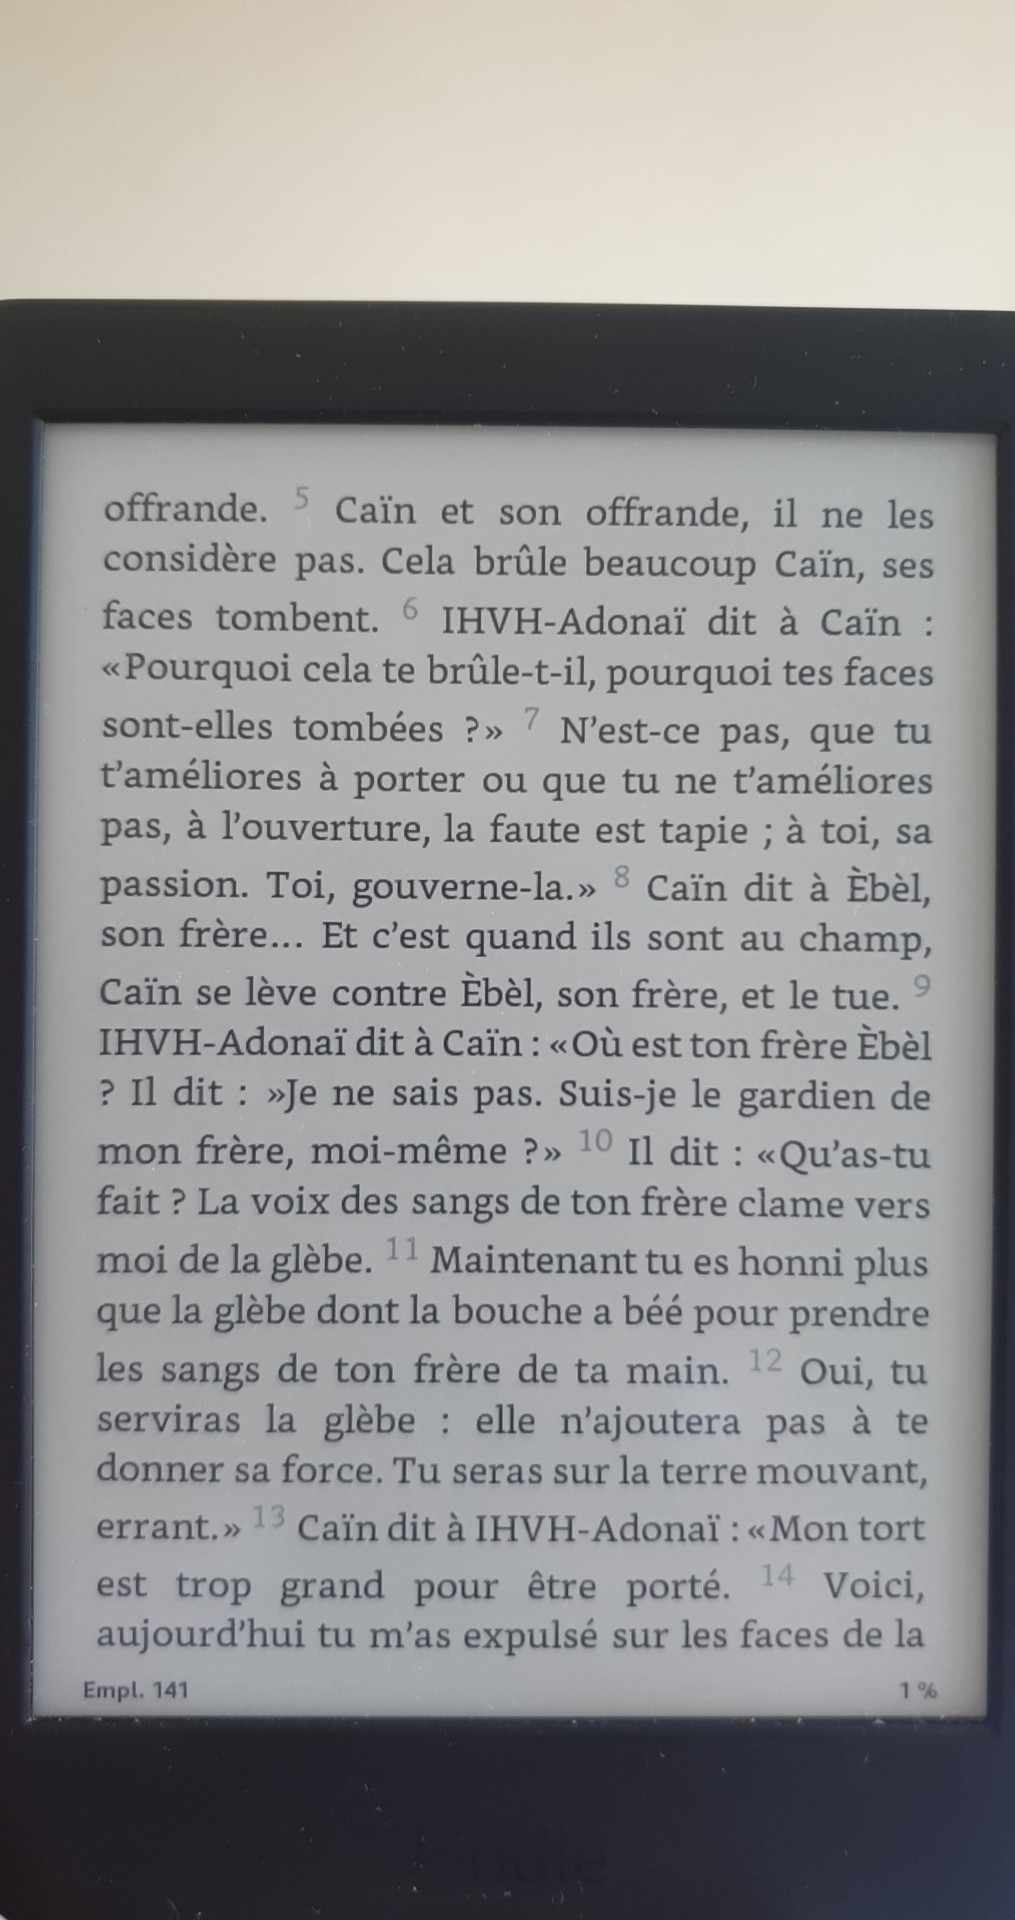 offrande. 5 Caïn et son offrande, il ne les
considère pas. Cela brûle beaucoup Caïn, ses
faces tombent. 6 IHVH-Adonaï dit à Caïn :
«Pourquoi cela te brûle-t-il, pourquoi tes faces
sont-elles tombées ?» 7 N’est-ce pas, que tu
t’améliores à porter ou que tu ne t’améliores
pas, à l’ouverture, la faute est tapie ; à toi, sa
passion. Toi, gouverne-la.» 8 Caïn dit à Èbèl,
son frère... Et c’est quand ils sont au champ,
Caïn se lève contre Èbèl, son frère, et le tue. 9
IHVH-Adonaï dit à Caïn : «Où est ton frère Èbèl
? Il dit : »Je ne sais pas. Suis-je le gardien de
mon frère, moi-même ?» 10 Il dit : «Qu’as-tu
fait ? La voix des sangs de ton frère clame vers
moi de la glèbe. 11 Maintenant tu es honni plus
que la glèbe dont la bouche a béé pour prendre
les sangs de ton frère de ta main. 12 Oui, tu
serviras la glèbe : elle n’ajoutera pas à te
donner sa force. Tu seras sur la terre mouvant,
errant.» 13 Caïn dit à IHVH-Adonaï : «Mon tort
est trop grand pour être porté. 14 Voici,
aujourd’hui tu m’as expulsé sur les faces de la
Empl. 141 1 %